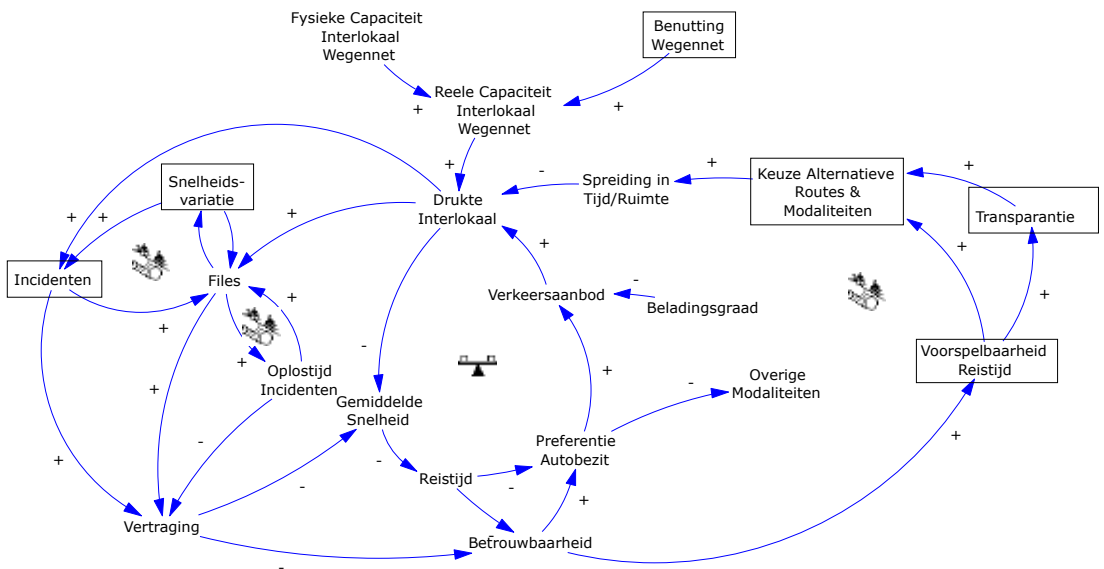 Fysieke Capaciteit
Interlokaal
Wegennet
Benutting
Wegennet
Reele Capaciteit
Interlokaal
Wegennet
+
+
+
Snelheids-
variatie
Drukte
Interlokaal
-
Spreiding in
Tijd/Ruimte
+
Keuze Alternatieve
Routes &
Modaliteiten
+
Transparantie
+
+
+
Incidenten
Files
+
Verkeersaanbod
-
Beladingsgraad
+
+
+
+
+
Oplostijd
Incidenten
-
Gemiddelde
Snelheid
+
+
-
Overige
Modaliteiten
Voorspelbaarheid
Reistijd
+
-
-
Preferentie
Autobezit
+
+
-
Reistijd
-
+
Vertraging
-
Betrouwbaarheid
-